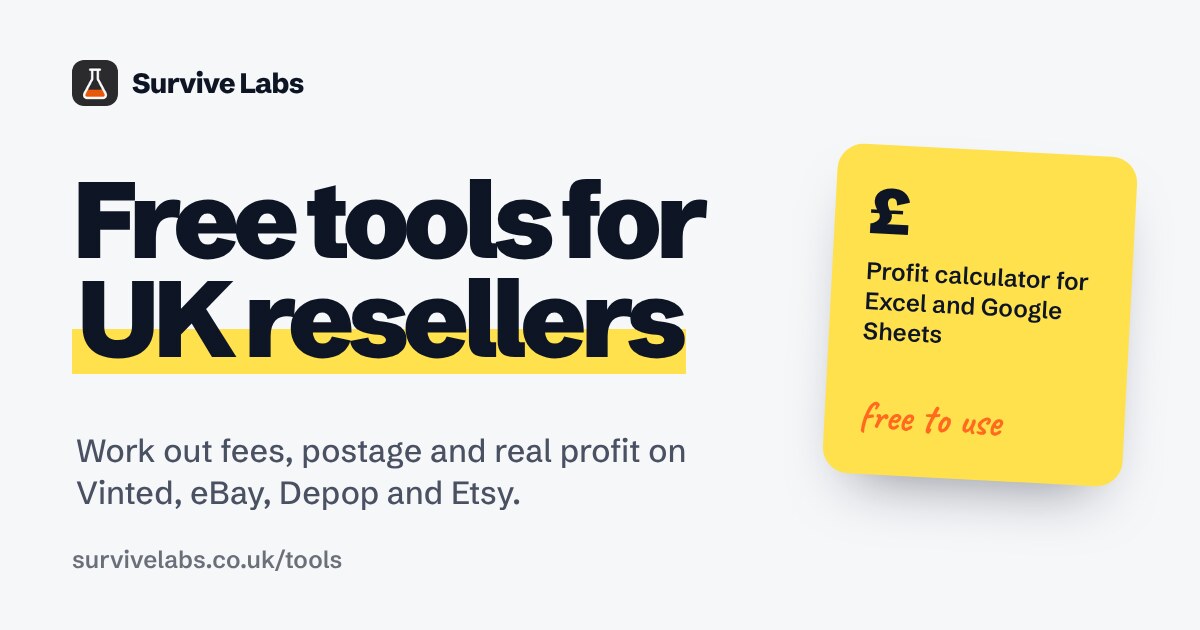 Survive Labs
Free tools for
UK resellers
Work out fees, postage and real profit on
Vinted, eBay, Depop and Etsy.
survivelabs.co.uk/tools
£
Profit calculator for
Excel and Google
Sheets
free to use